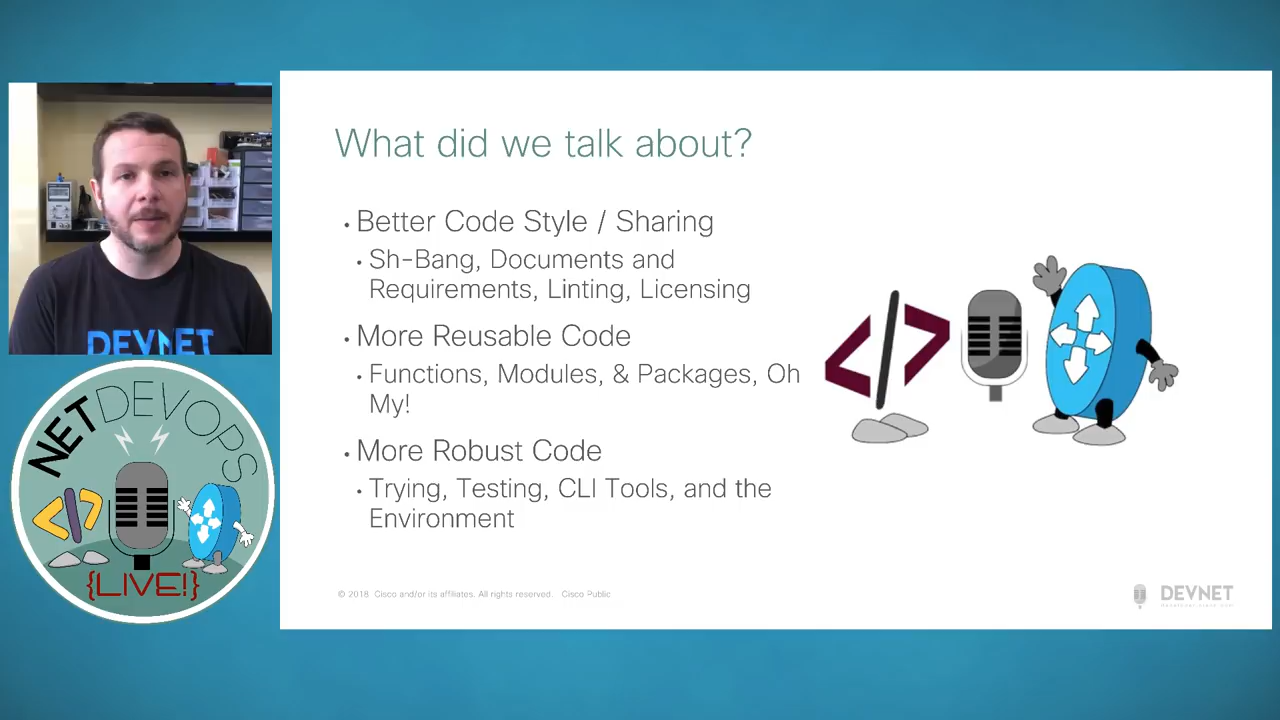 What did we talk about?
• Better Code Style / Sharing
• Sh-Bang, Documents and
Requirements, Linting, Licensing
• More Reusable Code
• Functions, Modules, & Packages, Oh
My!
• More Robust Code
• Trying, Testing, CLI Tools, and the
Environment
© 2018 Cisco and/or its affiliates. All rights reserved. Cisco Public
DEVNET
DEVNET
NETDEVOPS
</>
{LIVE!}